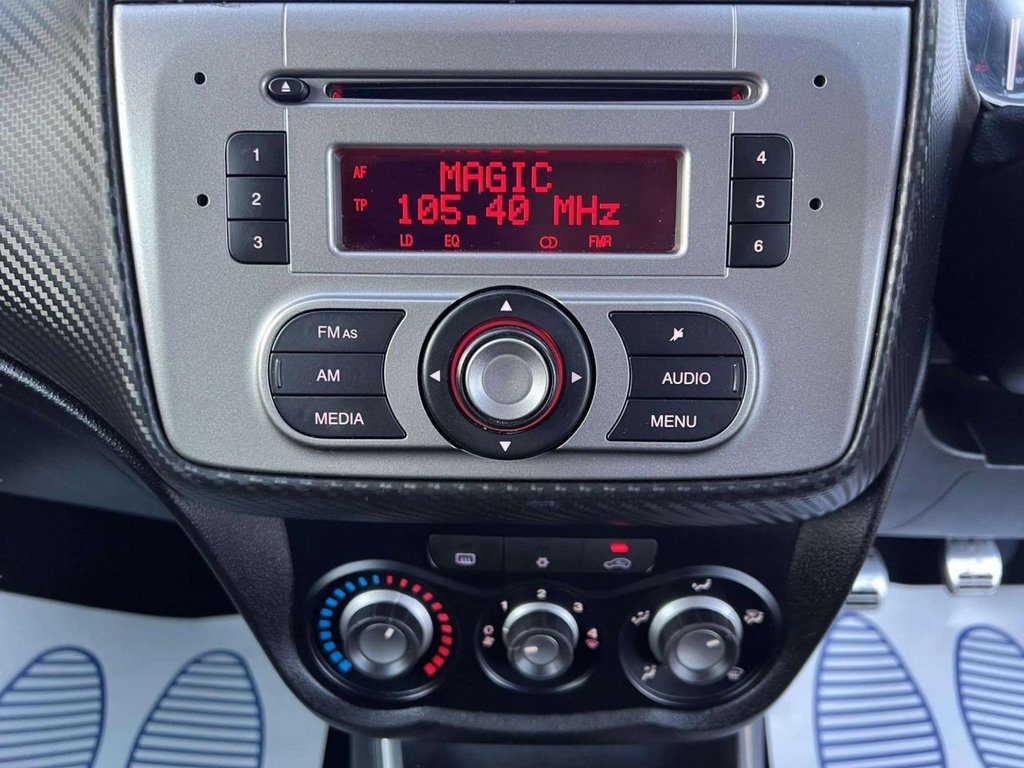 1
2
3
AF
MAGIC
TP
105.40 MHz
LD EQ FMR
4
5
6
FM AS
AM
MEDIA
AUDIO
MENU
0 1 2 3 4